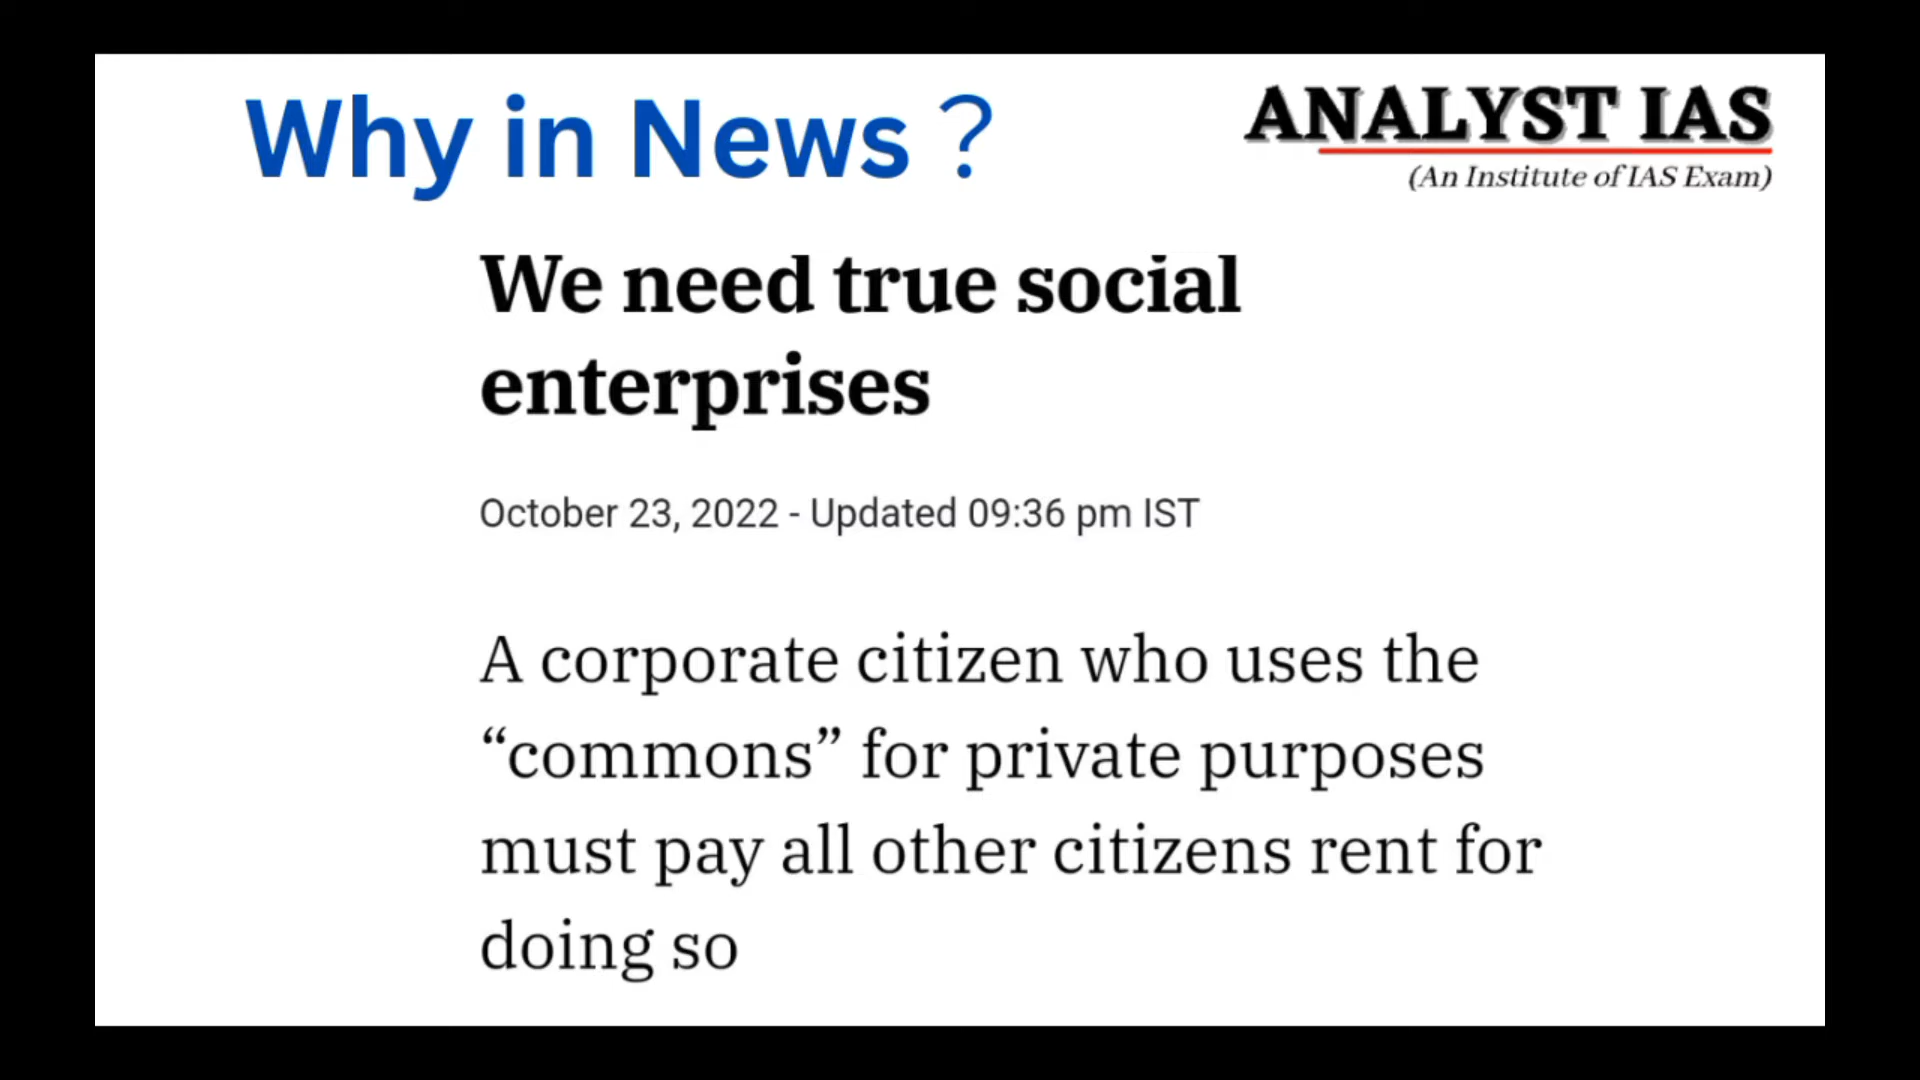 Why in News ?
ANALYST IAS
(An Institute of IAS Exam)
We need true social
enterprises
October 23, 2022 - Updated 09:36 pm IST
A corporate citizen who uses the
“commons” for private purposes
must pay all other citizens rent for
doing so